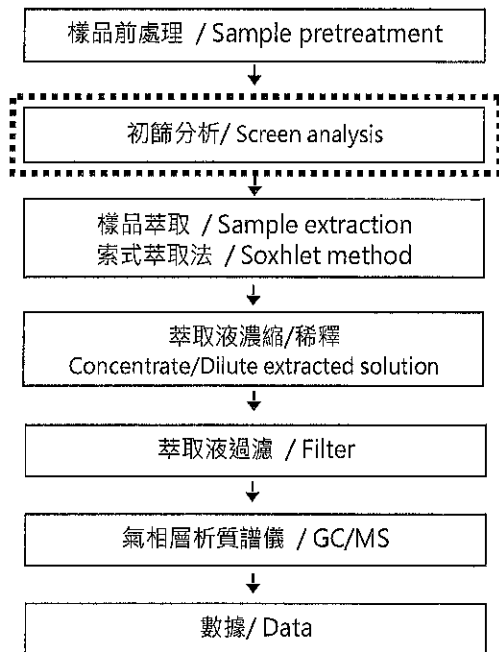 樣品前處理 / Sample pretreatment
初篩分析/ Screen analysis
樣品萃取 / Sample extraction
索式萃取法 / Soxhlet method
萃取液濃縮/稀釋
Concentrate/Dilute extracted solution
萃取液過濾 / Filter
氣相層析質譜儀 / GC/MS
數據/ Data